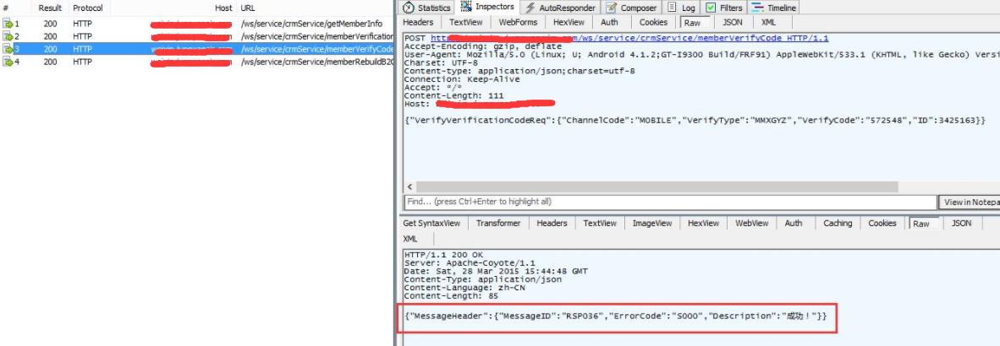 # Result Protocol Host URL
1 200 HTTP /ws/service/crmService/getMemberInfo
2 200 HTTP /ws/service/crmService/memberVerification
3 200 HTTP /ws/service/crmService/memberVerifyCode
4 200 HTTP /ws/service/crmService/memberRebuildB2C
Statistics Inspectors AutoResponder Composer Log Filters Timeline
Headers TextView WebForms HexView Auth Cookies Raw JSON XML
POST /ws/service/crmService/memberVerifyCode HTTP/1.1
Accept-Encoding: gzip, deflate
User-Agent: Mozilla/5.0 (Linux; U; Android 4.1.2;GT-I9300 Build/FRF91) AppleWebKit/533.1 (KHTML, like Gecko) Versi
Charset: UTF-8
Content-type: application/json;charset=utf-8
Connection: Keep-Alive
Accept: */*
Content-Length: 111
Host:
{"VerifyVerificationCodeReq":{"ChannelCode":"MOBILE","VerifyType":"MMXGYZ","VerifyCode":"572548","ID":3425163}}
Find... (press Ctrl+Enter to highlight all) View in Notepa
Get SyntaxView Transformer Headers TextView ImageView HexView WebView Auth Caching Cookies Raw JSON
XML
HTTP/1.1 200 OK
Server: Apache-Coyote/1.1
Date: Sat, 28 Mar 2015 15:44:48 GMT
Content-Type: application/json
Content-Language: zh-CN
Content-Length: 85
{"MessageHeader":{"MessageID":"RSP036","ErrorCode":"S000","Description":"成功！"}}